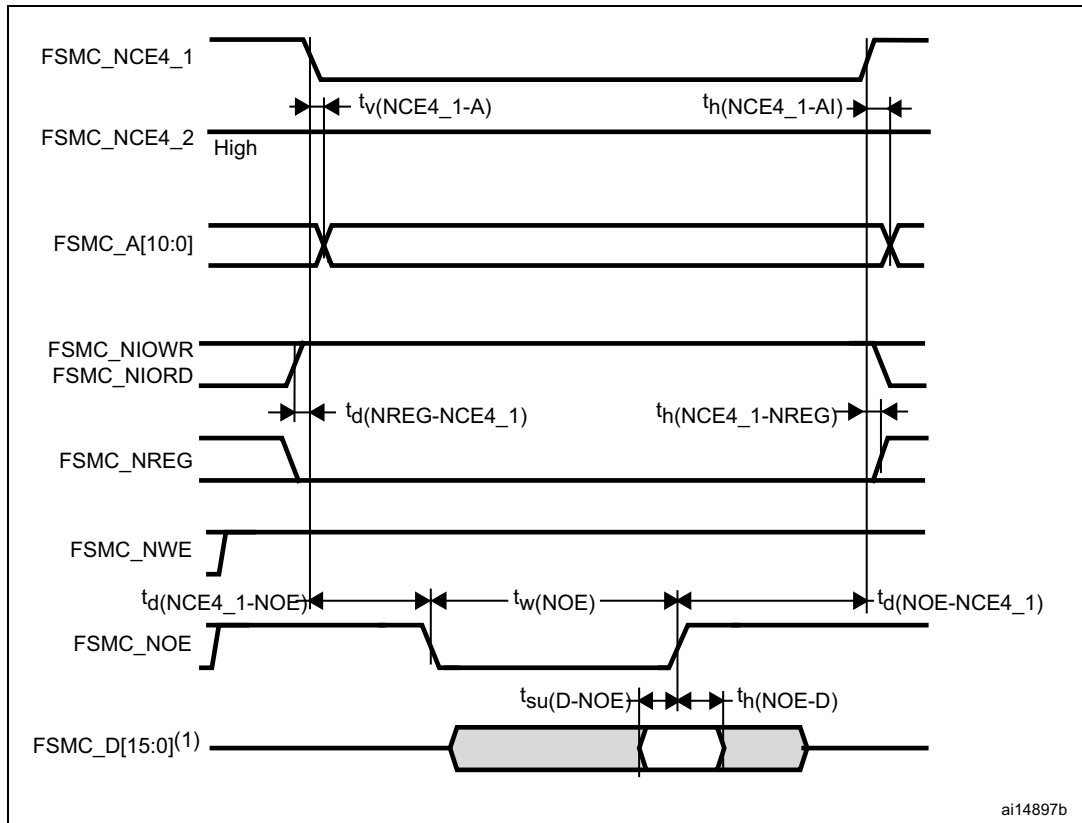 FSMC_NCE4_1
tv(NCE4_1-A)
th(NCE4_1-AI)
FSMC_NCE4_2
High
FSMC_A[10:0]
FSMC_NIOWR
FSMC_NIORD
td(NREG-NCE4_1)
th(NCE4_1-NREG)
FSMC_NREG
FSMC_NWE
td(NCE4_1-NOE)
tw(NOE)
td(NOE-NCE4_1)
FSMC_NOE
tsu(D-NOE)
th(NOE-D)
FSMC_D[15:0](1)
ai14897b